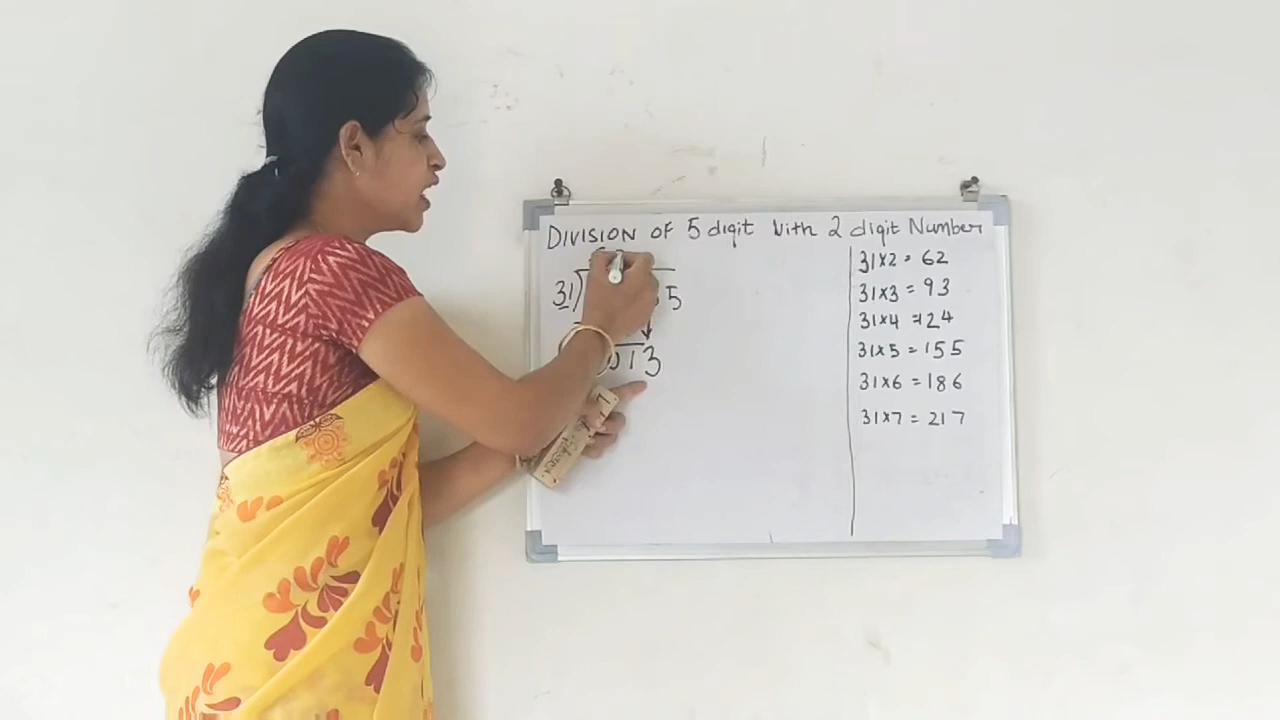 DIVISION OF 5 digit with 2 digit Number
31
5
13
31x2 = 62
31x3 = 93
31x4 = 124
31x5 = 155
31x6 = 186
31x7 = 217